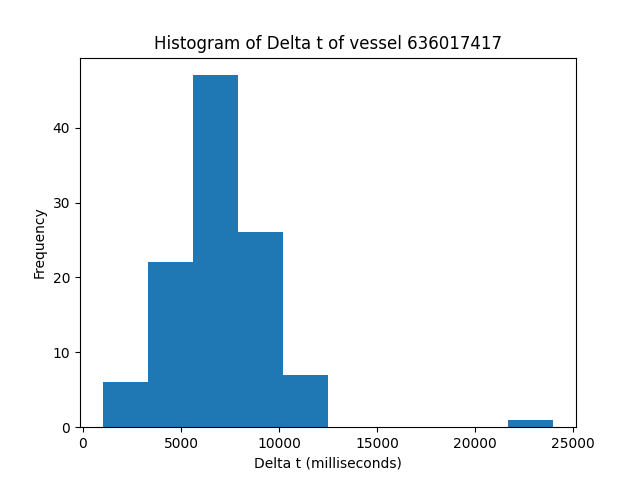 Histogram of Delta t of vessel 636017417
Frequency
40
30
20
10
0
0 5000 10000 15000 20000 25000
Delta t (milliseconds)